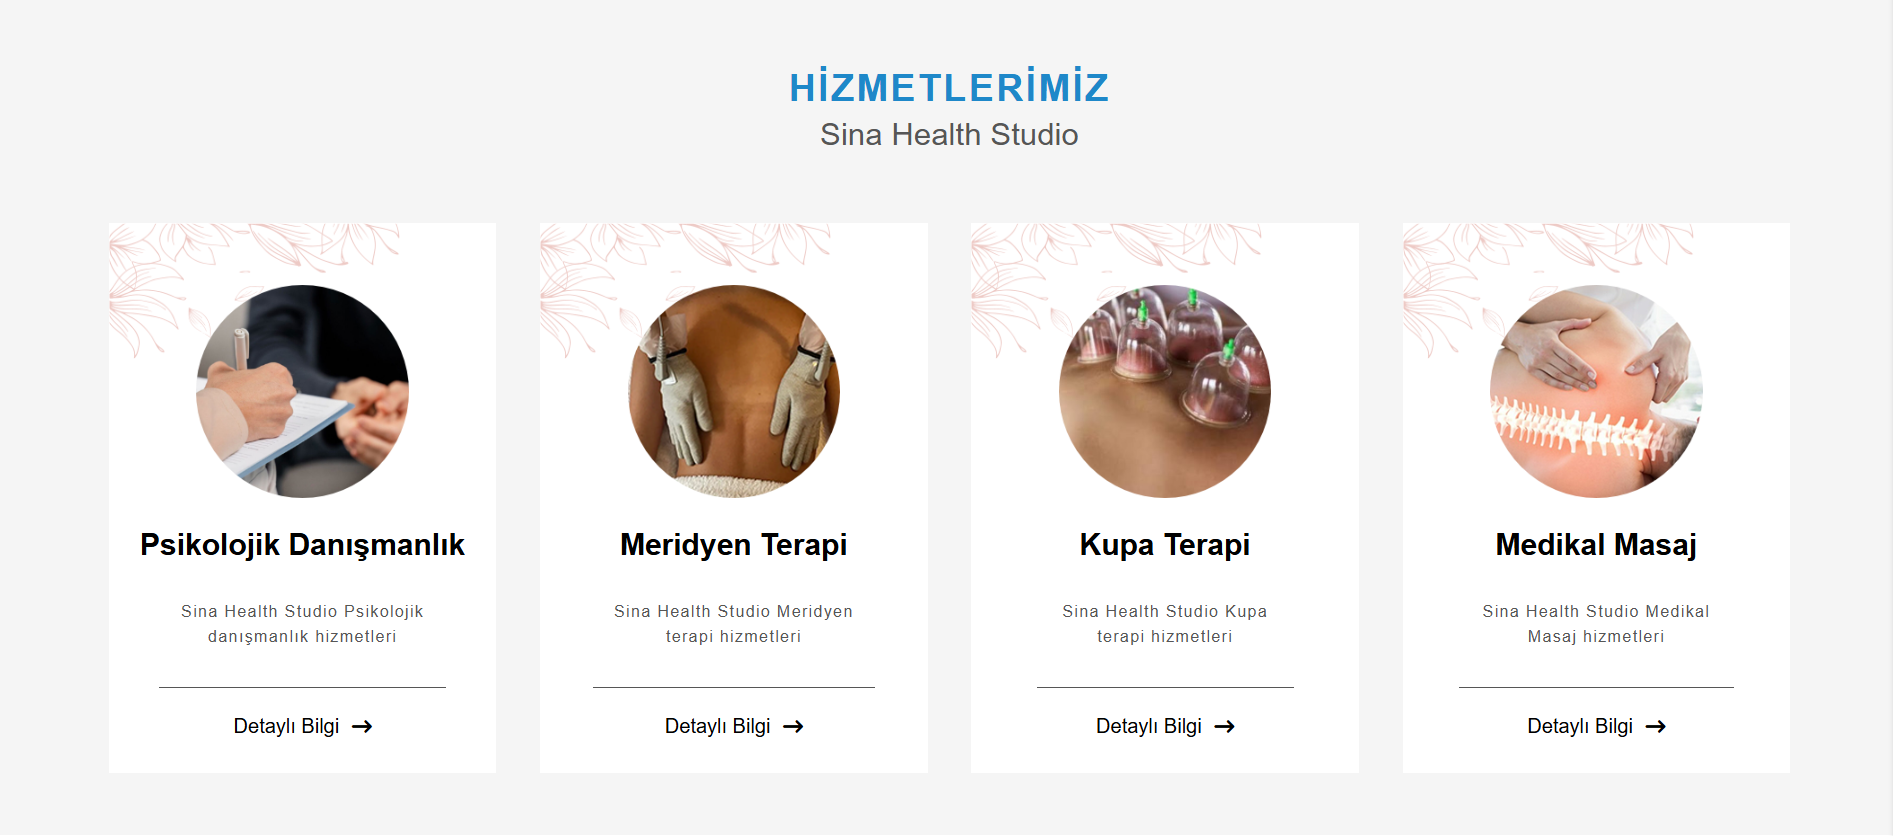 HİZMETLERİMİZ
Sina Health Studio
Psikolojik Danışmanlık
Sina Health Studio Psikolojik
danışmanlık hizmetleri
Detaylı Bilgi →
Meridyen Terapi
Sina Health Studio Meridyen
terapi hizmetleri
Detaylı Bilgi →
Kupa Terapi
Sina Health Studio Kupa
terapi hizmetleri
Detaylı Bilgi →
Medikal Masaj
Sina Health Studio Medikal
Masaj hizmetleri
Detaylı Bilgi →